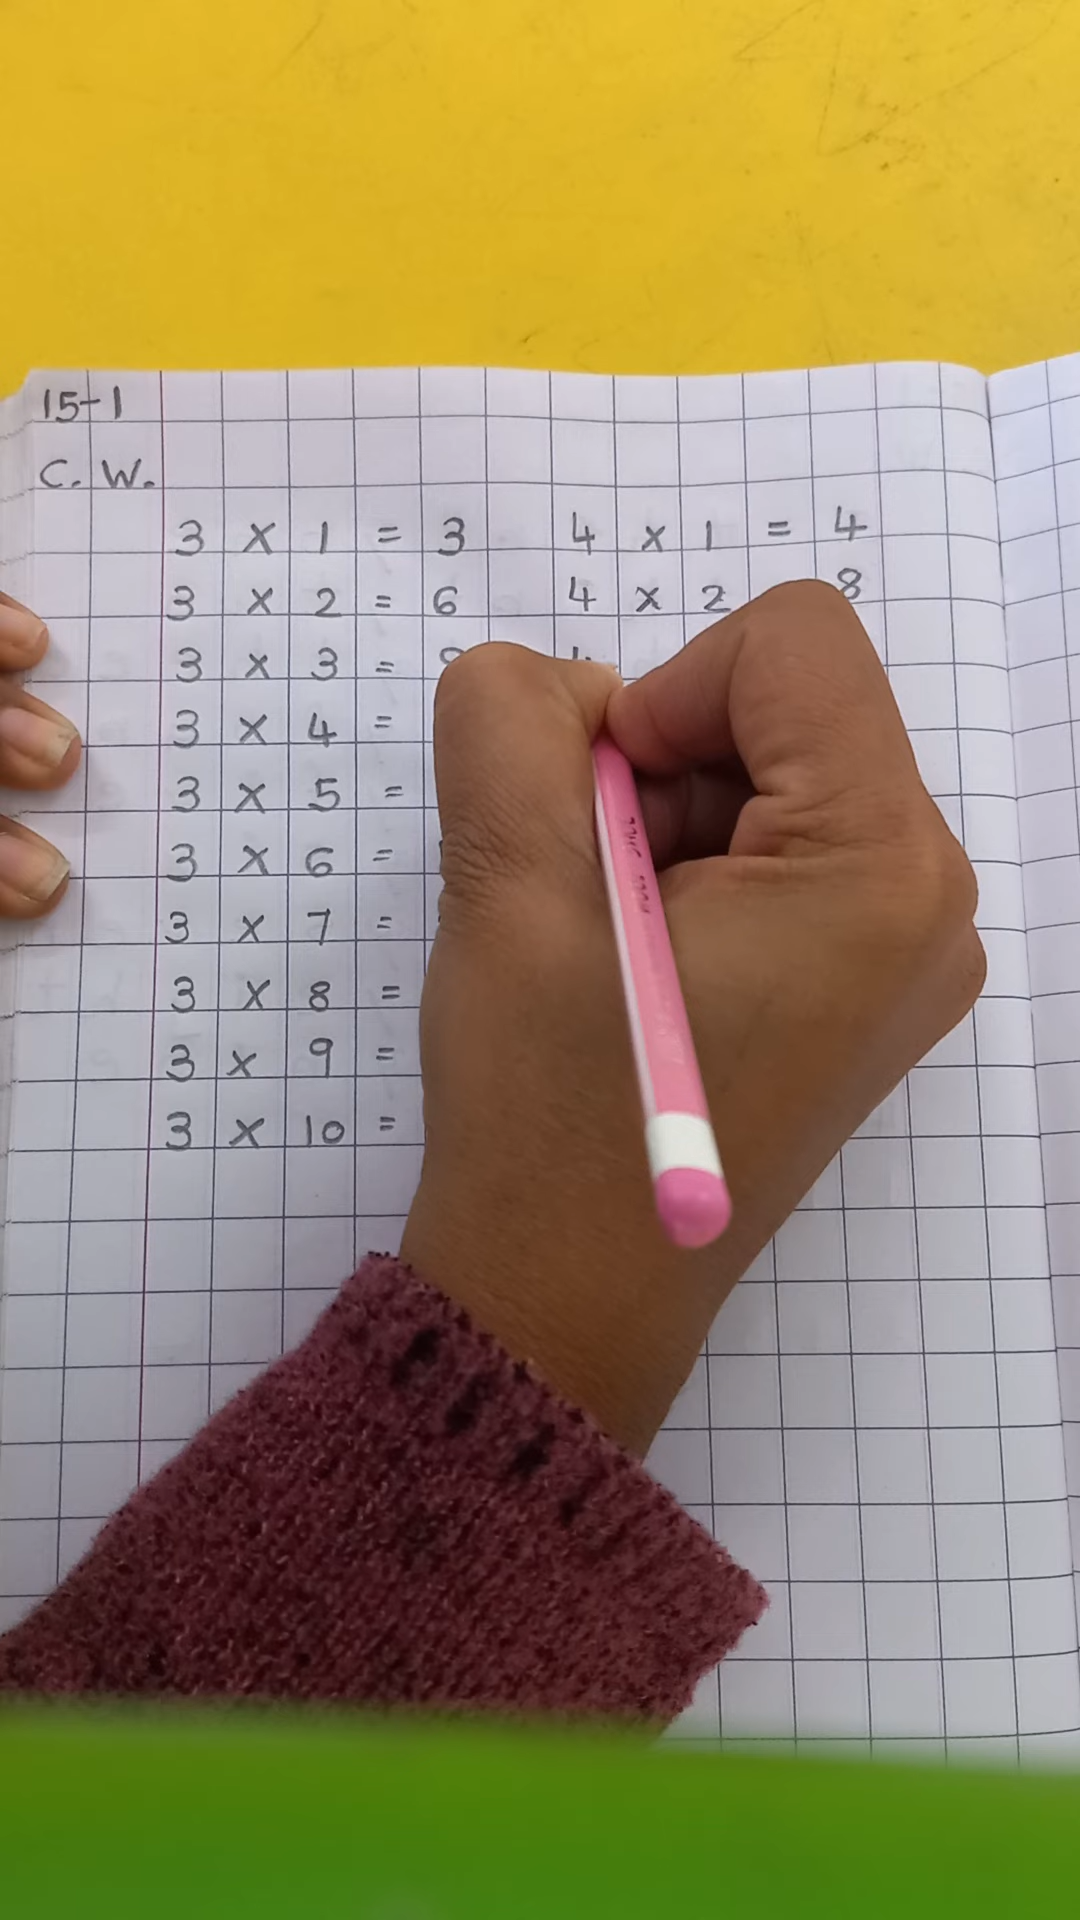 15-1
C. W.
3 x 1 = 3 4 x 1 = 4
3 x 2 = 6 4 x 2 8
3 x 3 =
3 x 4 =
3 x 5 =
3 x 6 =
3 x 7 =
3 x 8 =
3 x 9 =
3 x 10 =